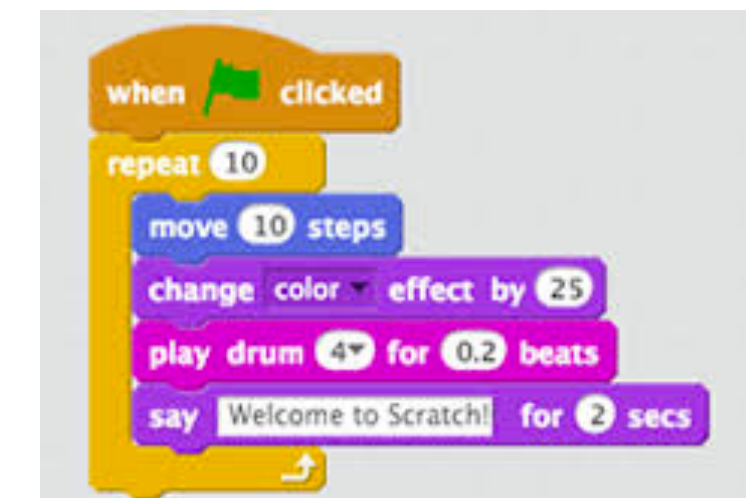 when clicked
repeat 10
move 10 steps
change color effect by 25
play drum 4 for 0.2 beats
say Welcome to Scratch! for 2 secs